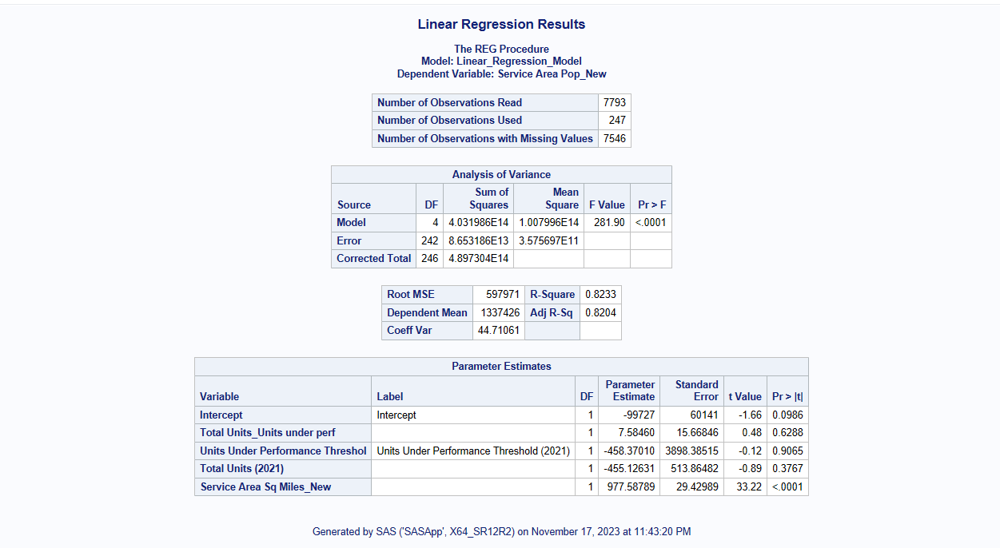 Linear Regression Results
The REG Procedure
Model: Linear_Regression_Model
Dependent Variable: Service Area Pop_New
Number of Observations Read 7793
Number of Observations Used 247
Number of Observations with Missing Values 7546
Analysis of Variance
Source DF Sum of Squares Mean Square F Value Pr > F
Model 4 4.031986E14 1.007996E14 281.90 <.0001
Error 242 8.653186E13 3.575697E11
Corrected Total 246 4.897304E14
Root MSE 597971 R-Square 0.8233
Dependent Mean 1337426 Adj R-Sq 0.8204
Coeff Var 44.71061
Parameter Estimates
Variable Label DF Parameter Estimate Standard Error t Value Pr > |t|
Intercept Intercept 1 -99727 60141 -1.66 0.0986
Total Units_Units under perf 1 7.58460 15.66846 0.48 0.6288
Units Under Performance Threshol Units Under Performance Threshold (2021) 1 -458.37010 3898.38515 -0.12 0.9065
Total Units (2021) 1 -455.12631 513.86482 -0.89 0.3767
Service Area Sq Miles_New 1 977.58789 29.42989 33.22 <.0001
Generated by SAS ('SASApp', X64_SR12R2) on November 17, 2023 at 11:43:20 PM